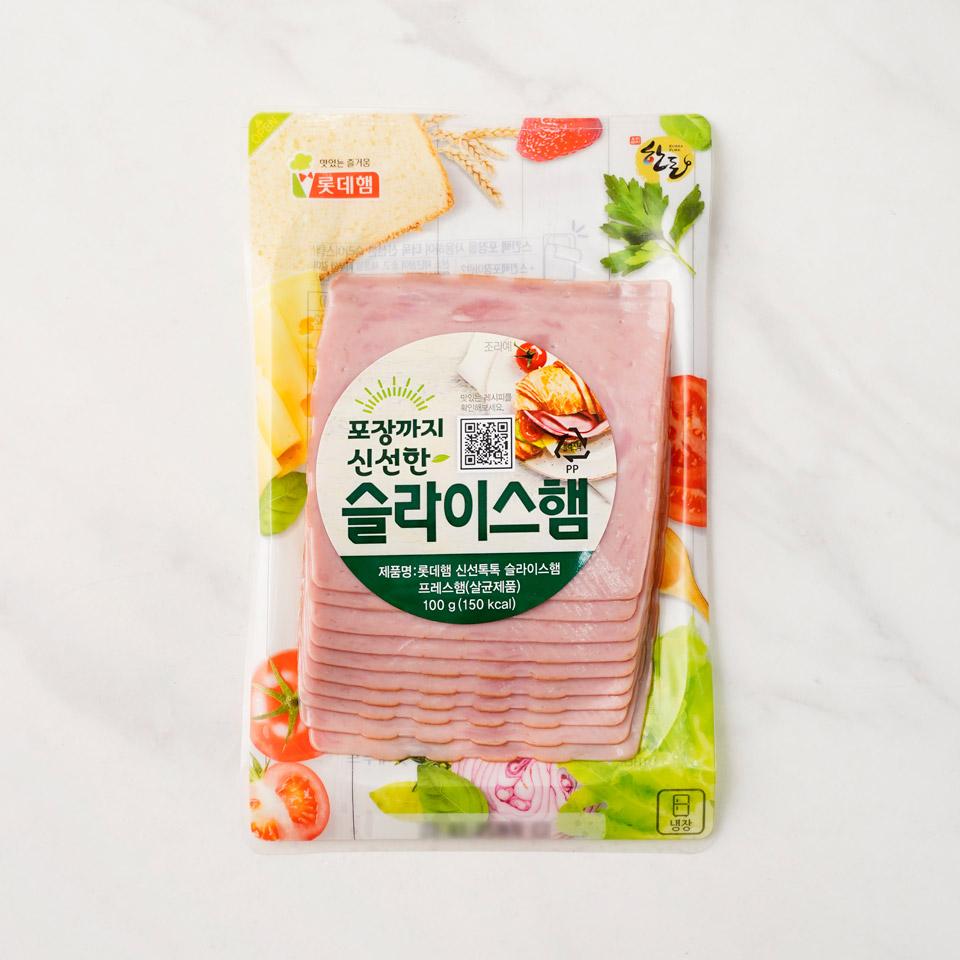 맛있는 즐거움
롯데햄
한돈
조리예
맛있는 레시피를
확인해보세요.
포장까지
신선한
슬라이스햄
PP
제품명:롯데햄 신선톡톡 슬라이스햄
프레스햄(살균제품)
100 g (150 kcal)
냉장